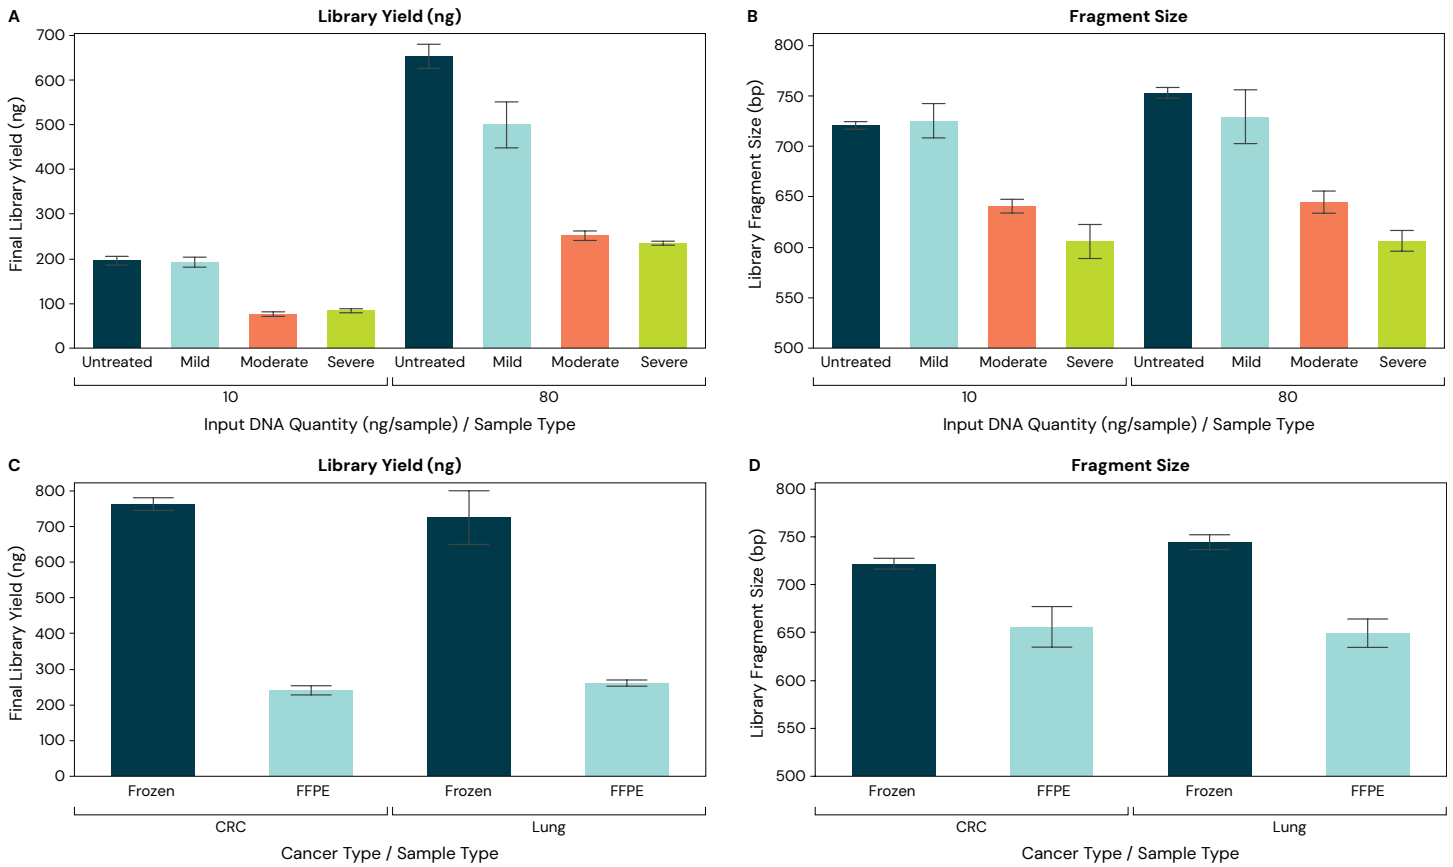 A
Library Yield (ng)
Final Library Yield (ng)
700
600
500
400
300
200
100
0
Untreated Mild Moderate Severe Untreated Mild Moderate Severe
10 80
Input DNA Quantity (ng/sample) / Sample Type
B
Fragment Size
Library Fragment Size (bp)
800
750
700
650
600
550
500
Untreated Mild Moderate Severe Untreated Mild Moderate Severe
10 80
Input DNA Quantity (ng/sample) / Sample Type
C
Library Yield (ng)
Final Library Yield (ng)
800
700
600
500
400
300
200
100
0
Frozen FFPE Frozen FFPE
CRC Lung
Cancer Type / Sample Type
D
Fragment Size
Library Fragment Size (bp)
800
750
700
650
600
550
500
Frozen FFPE Frozen FFPE
CRC Lung
Cancer Type / Sample Type